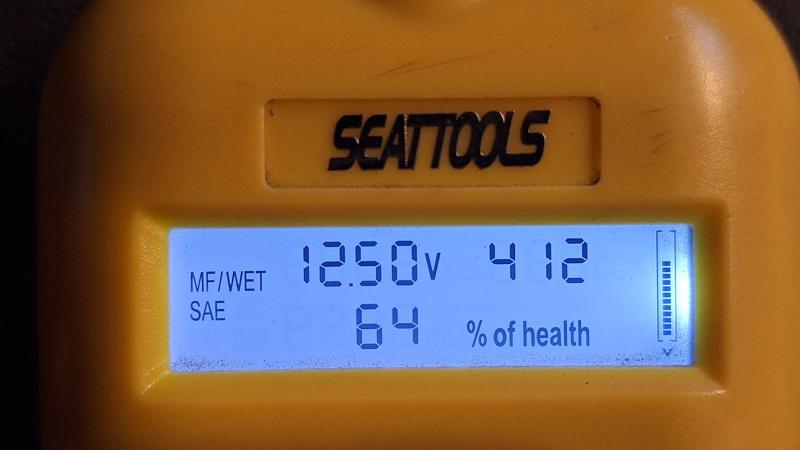 SEATTOOLS
MF/WET 12.50V 412
SAE 64 % of health